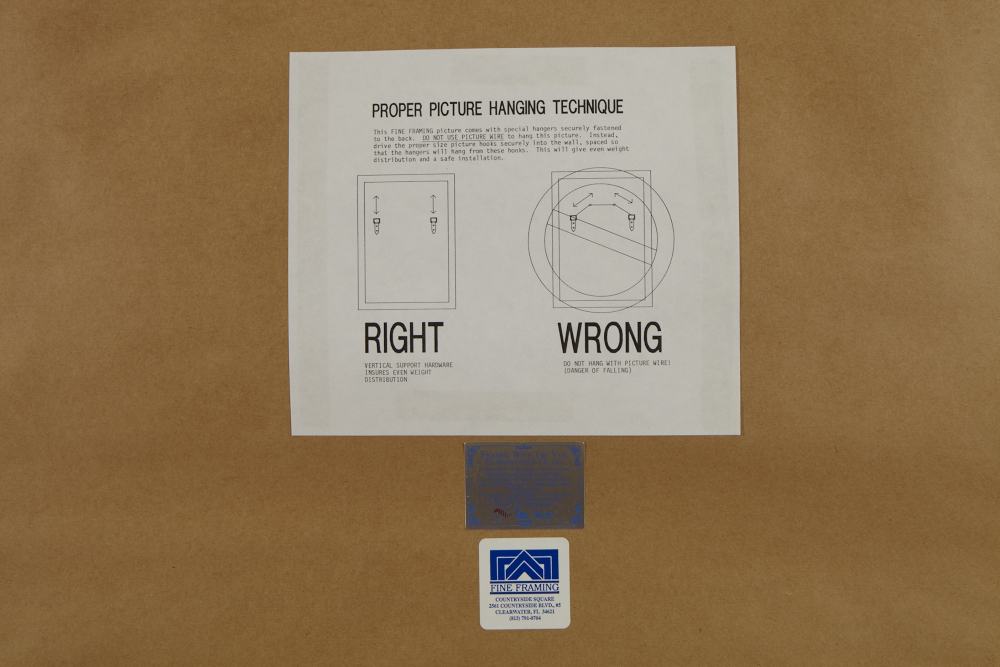 PROPER PICTURE HANGING TECHNIQUE
This FINE FRAMING picture comes with special hangers securely fastened
to the back. DO NOT USE PICTURE WIRE to hang this picture. Instead,
drive the proper size picture hooks securely into the wall, spaced so
that the hangers will hang from these hooks. This will give even weight
distribution and a safe installation.
RIGHT
VERTICAL SUPPORT HARDWARE
INSURES EVEN WEIGHT
DISTRIBUTION
WRONG
DO NOT HANG WITH PICTURE WIRE!
(DANGER OF FALLING)
FINE FRAMING
COUNTRYSIDE SQUARE
2561 COUNTRYSIDE BLVD., #5
CLEARWATER, FL 34621
(813) 791-8704